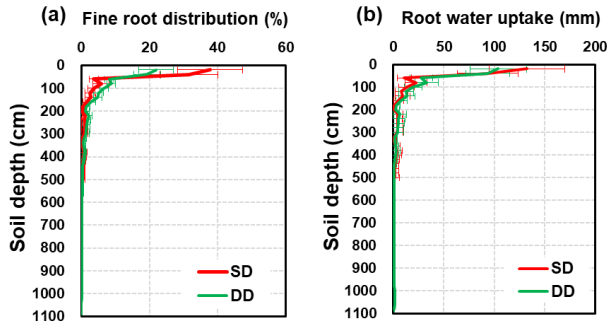 (a) Fine root distribution (%)
0 20 40 60
0
100
200
300
400
500
600
700
800
900
1000
1100
Soil depth (cm)
SD
DD
(b) Root water uptake (mm)
0 50 100 150 200
0
100
200
300
400
500
600
700
800
900
1000
1100
Soil depth (cm)
SD
DD